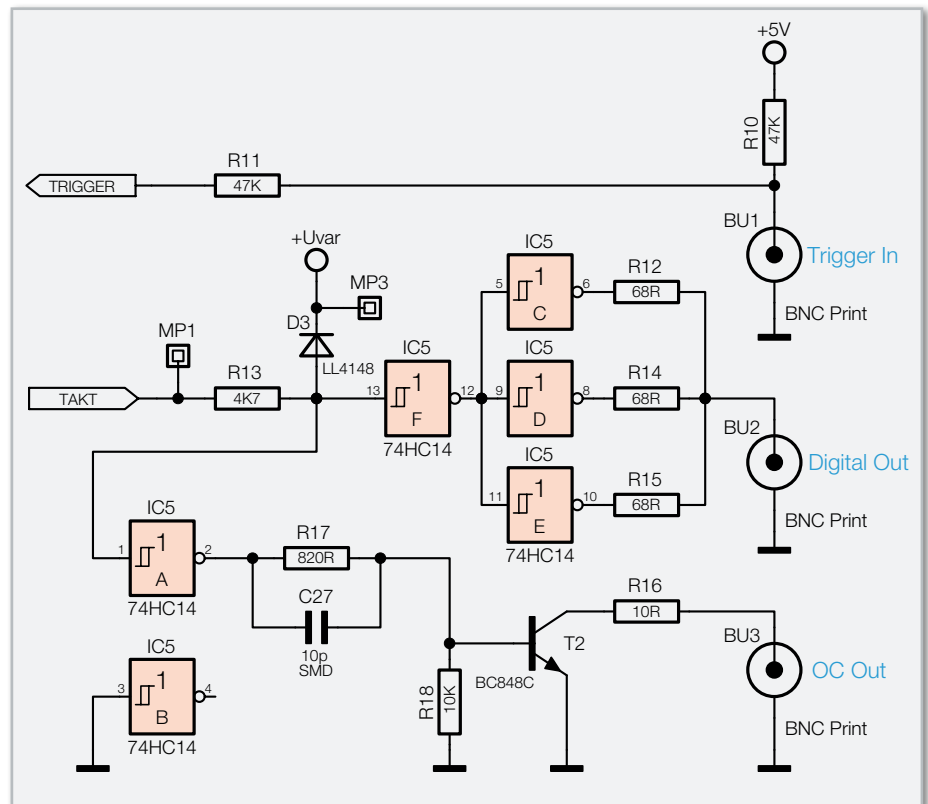 +5V
R10
47K
R11
47K
TRIGGER
BU1
Trigger In
BNC Print
+Uvar
MP3
D3
LL4148
MP1
R13
4K7
TAKT
IC5
13
1
F
12
74HC14
IC5
5
1
C
6
R12
68R
IC5
9
1
D
8
R14
68R
IC5
11
1
E
10
74HC14
R15
68R
BU2
Digital Out
BNC Print
IC5
1
1
A
2
74HC14
R17
820R
C27
10p
SMD
IC5
3
1
B
4
74HC14
R18
10K
BC848C
T2
R16
10R
BU3
OC Out
BNC Print